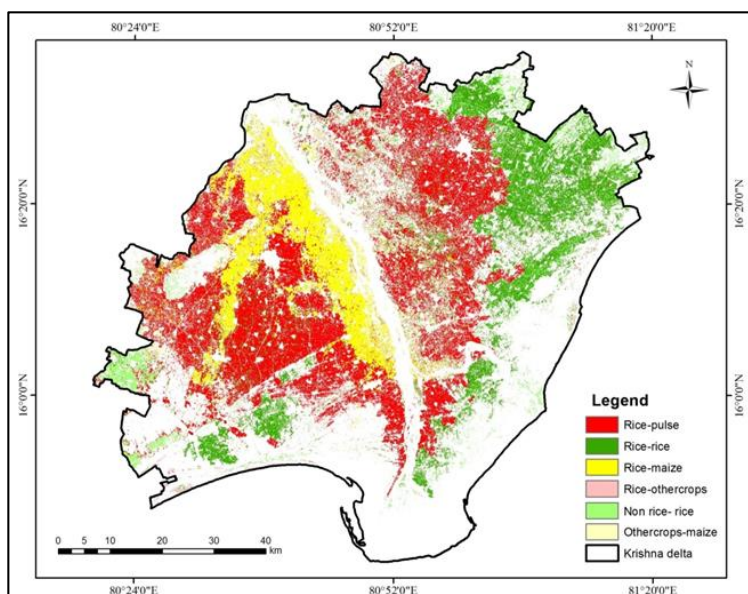 80°24'0"E 80°52'0"E 81°20'0"E
N
16°20'0"N 16°20'0"N
16°0'0"N 16°0'0"N
Legend
Rice-pulse
Rice-rice
Rice-maize
Rice-othercrops
Non rice- rice
Othercrops-maize
Krishna delta
0 5 10 20 30 40
km
80°24'0"E 80°52'0"E 81°20'0"E